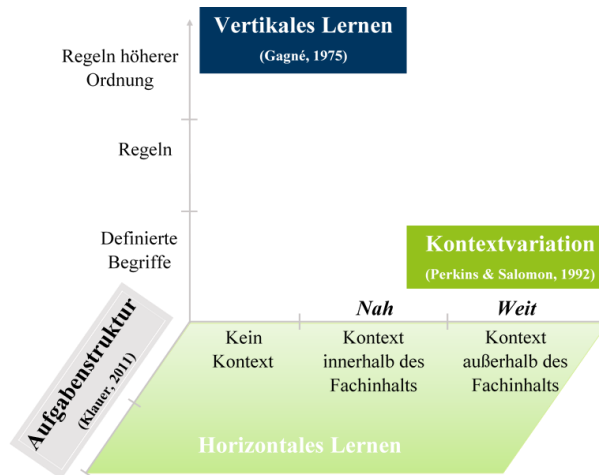 Vertikales Lernen
(Gagné, 1975)
Regeln höherer
Ordnung
Regeln
Definierte
Begriffe
Kontextvariation
(Perkins & Salomon, 1992)
Nah
Weit
Kein
Kontext
Kontext
innerhalb des
Fachinhalts
Kontext
außerhalb des
Fachinhalts
Aufgabenstruktur
(Klauer, 2011)
Horizontales Lernen